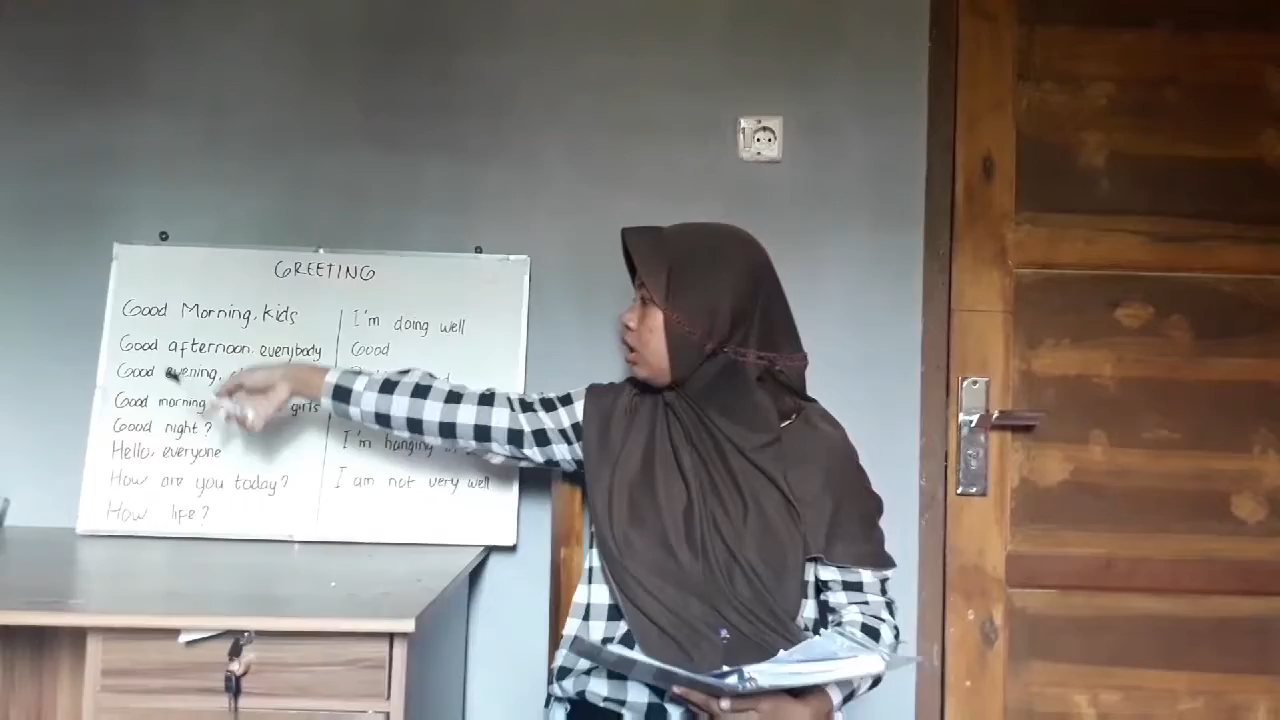 GREETING
Good Morning, kids
Good afternoon, everybody
Good evening,
Good morning girls
Good night?
Hello, everyone
How are you today?
How life?
I'm doing well
Good
I'm hanging
I am not very well